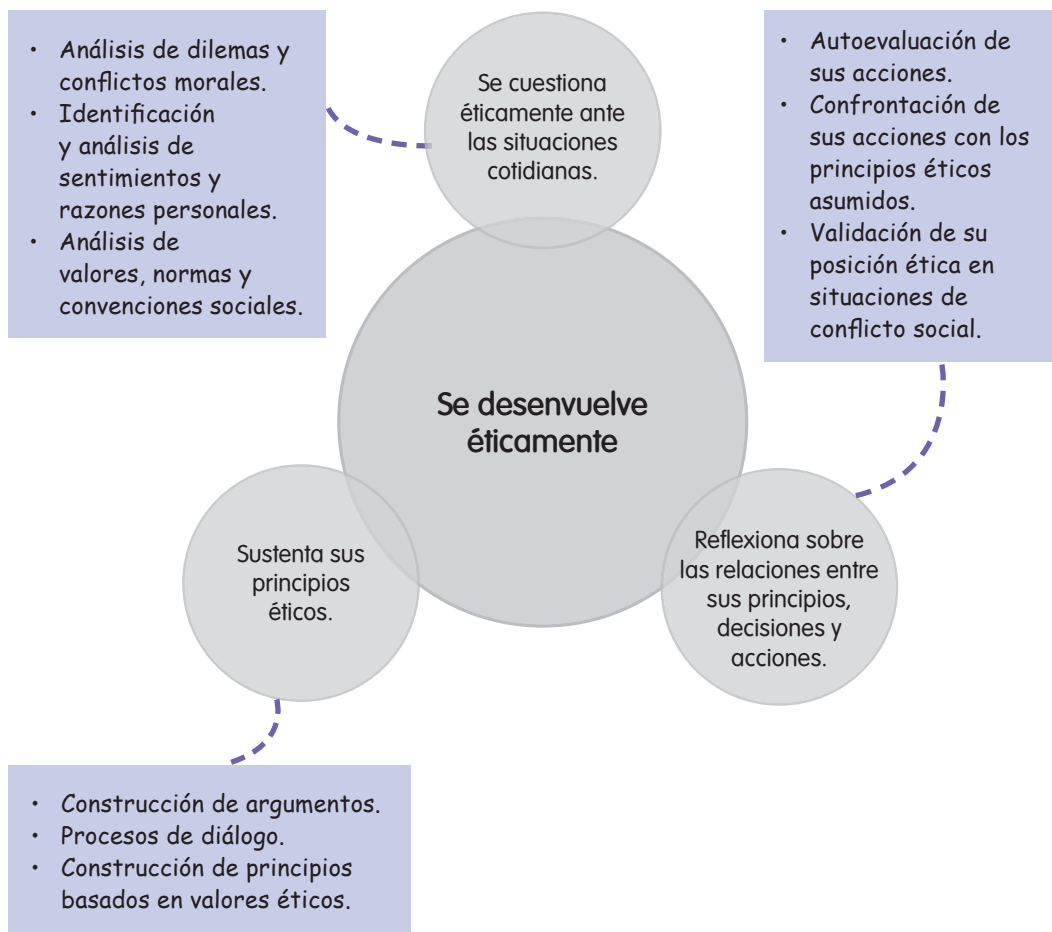 • Análisis de dilemas y
conflictos morales.
• Identificación
y análisis de
sentimientos y
razones personales.
• Análisis de
valores, normas y
convenciones sociales.
Se cuestiona
éticamente ante
las situaciones
cotidianas.
• Autoevaluación de
sus acciones.
• Confrontación de
sus acciones con los
principios éticos
asumidos.
• Validación de su
posición ética en
situaciones de
conflicto social.
Se desenvuelve
éticamente
Sustenta sus
principios
éticos.
Reflexiona sobre
las relaciones entre
sus principios,
decisiones y
acciones.
• Construcción de argumentos.
• Procesos de diálogo.
• Construcción de principios
basados en valores éticos.